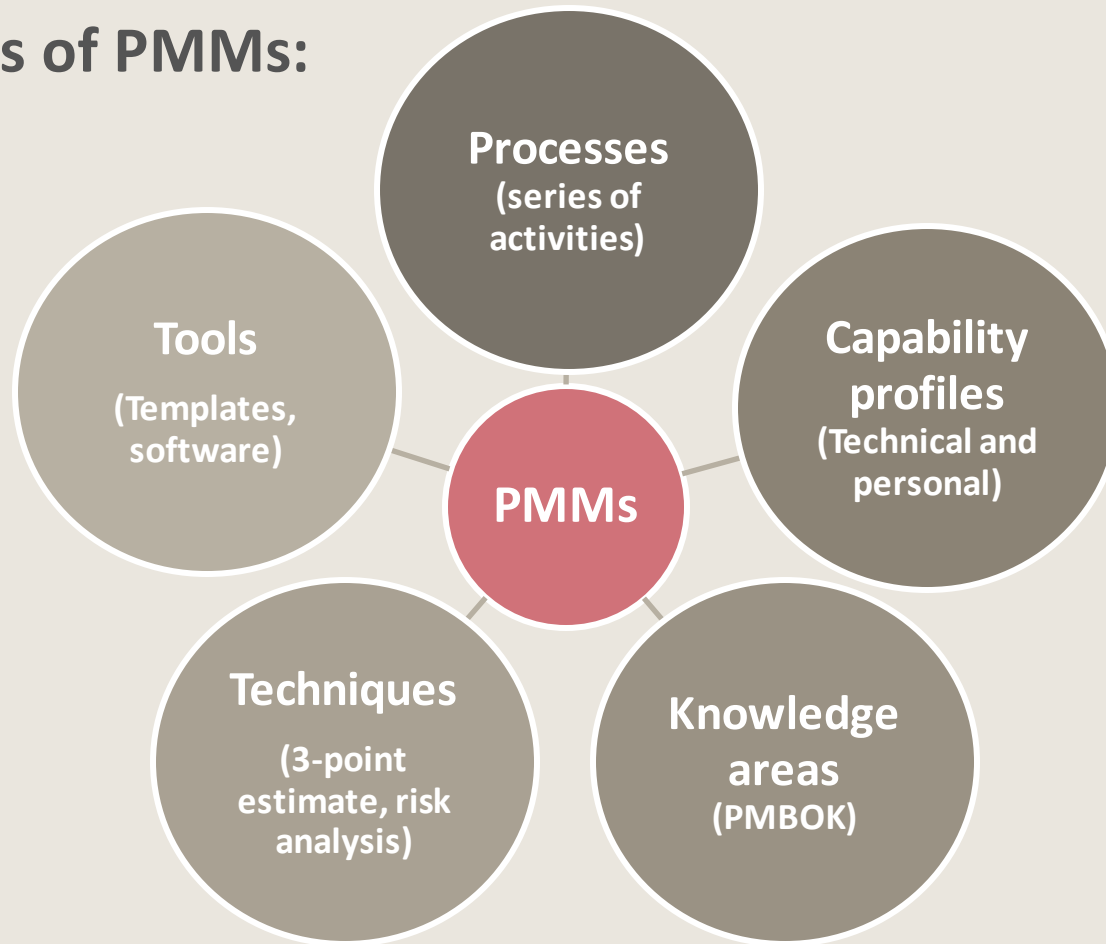 s of PMMs:
Processes
(series of
activities)
Tools
(Templates,
software)
Capability
profiles
(Technical and
personal)
PMMs
Techniques
(3-point
estimate, risk
analysis)
Knowledge
areas
(PMBOK)